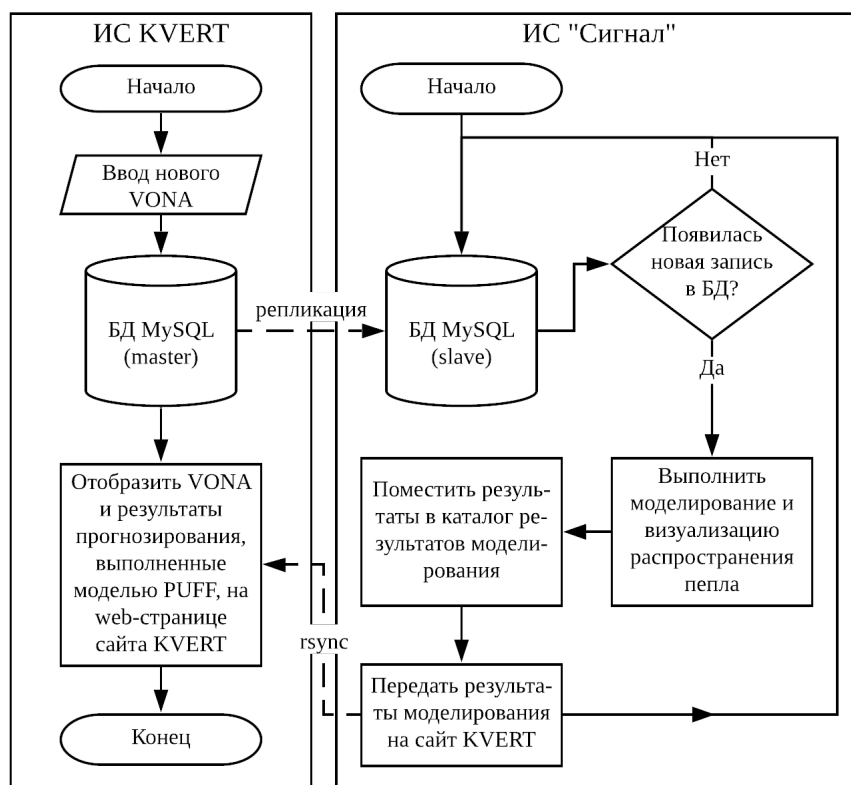 ИС KVERT
Начало
Ввод нового
VONA
БД MySQL
(master)
репликация
Отобразить VONA
и результаты
прогнозирования,
выполненные
моделью PUFF, на
web-странице
сайта KVERT
rsync
Конец
ИС "Сигнал"
Начало
Нет
Появилась
новая запись
в БД?
БД MySQL
(slave)
Да
Выполнить
моделирование и
визуализацию
распространения
пепла
Поместить резуль-
таты в каталог ре-
зультатов модели-
рования
Передать результа-
ты моделирования
на сайт KVERT